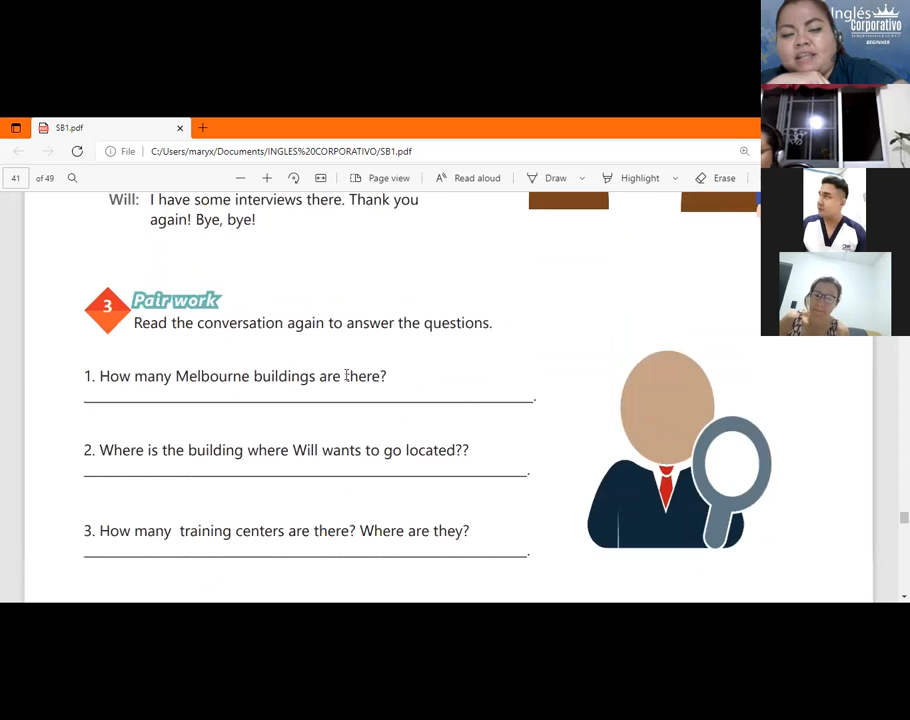 Inglés
Corporativo
BEGINNER
SB1.pdf
File C:/Users/maryx/Documents/INGLES%20CORPORATIVO/SB1.pdf
41 of 49 Page view Read aloud Draw Highlight Erase
Will: I have some interviews there. Thank you
again! Bye, bye!
3 Pair work
Read the conversation again to answer the questions.
1. How many Melbourne buildings are there?
2. Where is the building where Will wants to go located??
3. How many training centers are there? Where are they?